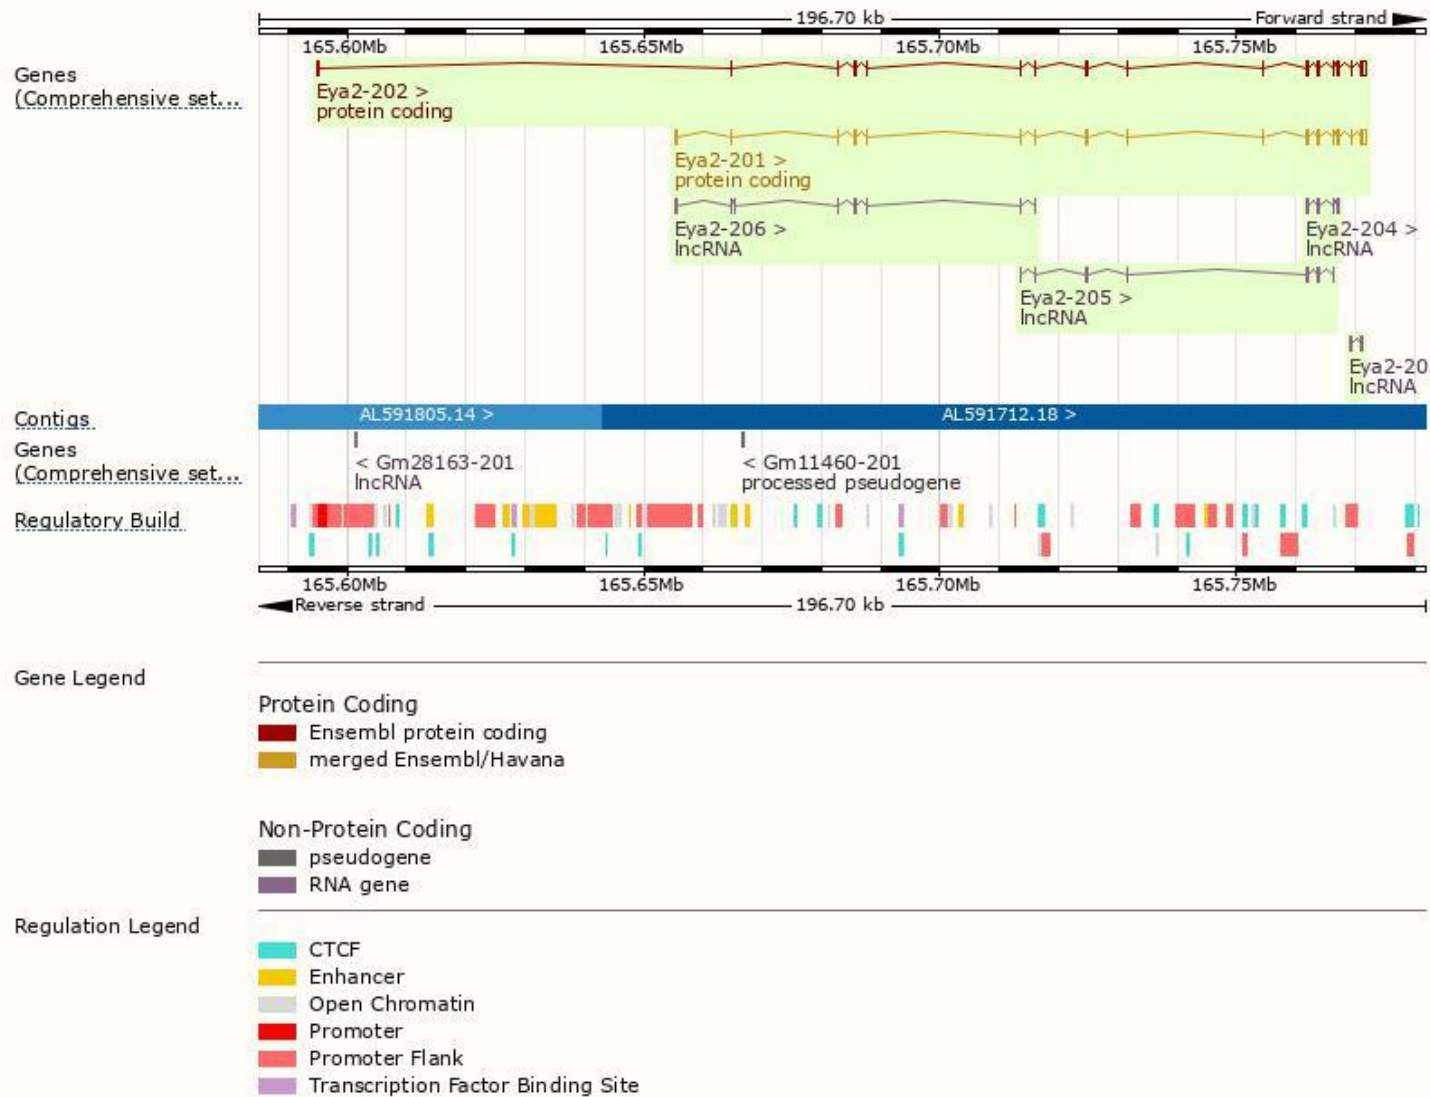 196.70 kb Forward strand
165.60Mb 165.65Mb 165.70Mb 165.75Mb
Genes
(Comprehensive set...
Eya2-202 >
protein coding
Eya2-201 >
protein coding
Eya2-206 > Eya2-204 >
lncRNA lncRNA
Eya2-205 >
lncRNA
Eya2-20
lncRNA
Contigs AL591805.14 > AL591712.18 >
Genes
(Comprehensive set...
< Gm28163-201 < Gm11460-201
lncRNA processed pseudogene
Regulatory Build
165.60Mb 165.65Mb 165.70Mb 165.75Mb
Reverse strand 196.70 kb
Gene Legend
Protein Coding
Ensembl protein coding
merged Ensembl/Havana
Non-Protein Coding
pseudogene
RNA gene
Regulation Legend
CTCF
Enhancer
Open Chromatin
Promoter
Promoter Flank
Transcription Factor Binding Site